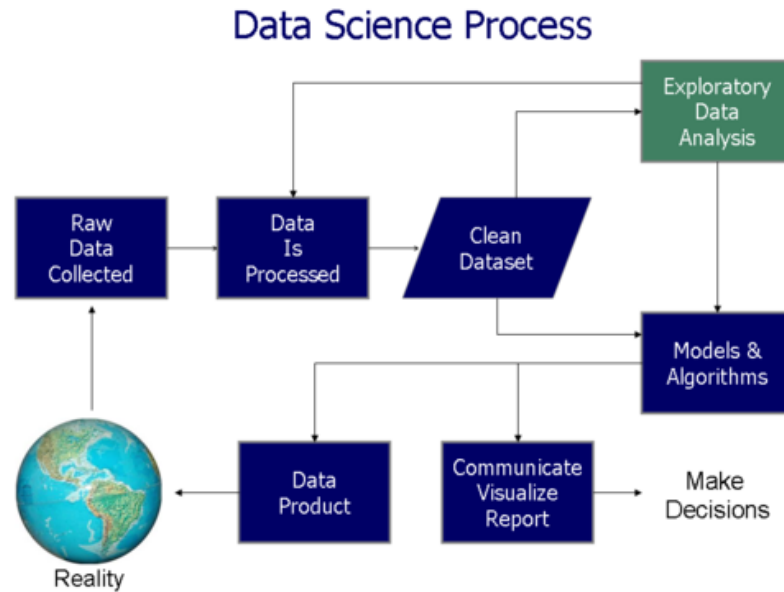 Data Science Process
Exploratory
Data
Analysis
Raw
Data
Collected
Data
Is
Processed
Clean
Dataset
Models &
Algorithms
Data
Product
Communicate
Visualize
Report
Make
Decisions
Reality